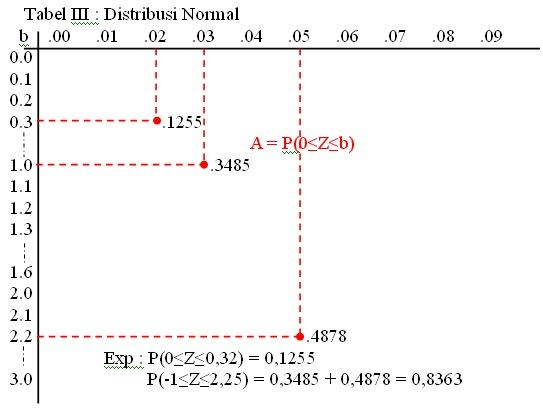 Tabel III : Distribusi Normal
b .00 .01 .02 .03 .04 .05 .06 .07 .08 .09
0.0
0.1
0.2
0.3 .1255
A = P(0≤Z≤b)
1.0 .3485
1.1
1.2
1.3
1.6
2.0
2.1
2.2 .4878
Exp : P(0≤Z≤0,32) = 0,1255
3.0 P(-1≤Z≤2,25) = 0,3485 + 0,4878 = 0,8363